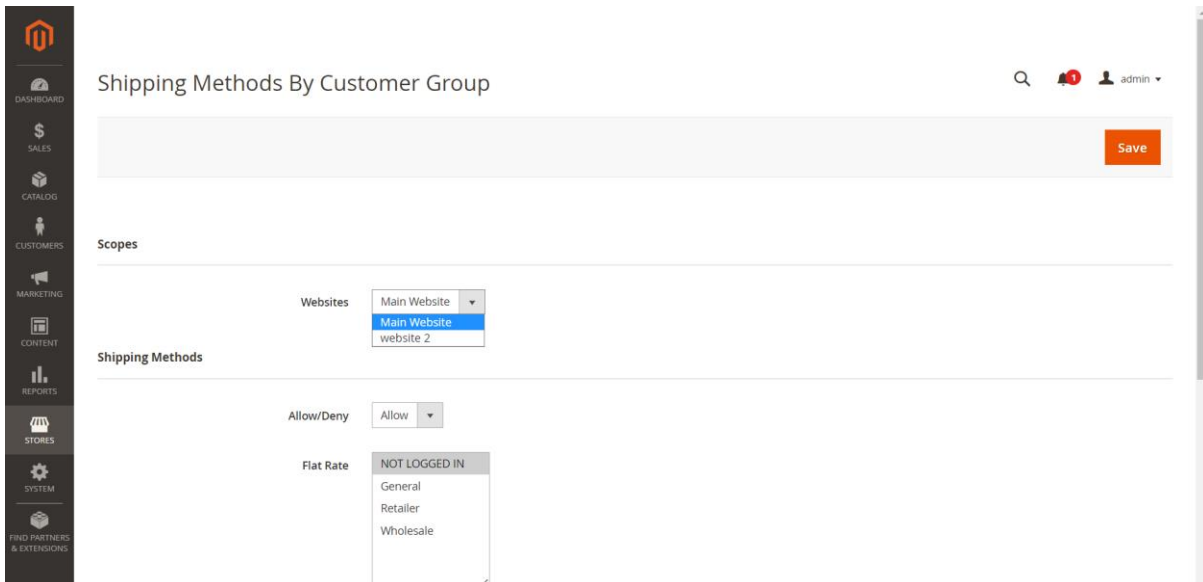 Shipping Methods By Customer Group
1
admin
DASHBOARD
SALES
CATALOG
CUSTOMERS
MARKETING
CONTENT
REPORTS
STORES
SYSTEM
FIND PARTNERS
& EXTENSIONS
Save
Scopes
Websites
Main Website
Main Website
website 2
Shipping Methods
Allow/Deny
Allow
Flat Rate
NOT LOGGED IN
General
Retailer
Wholesale